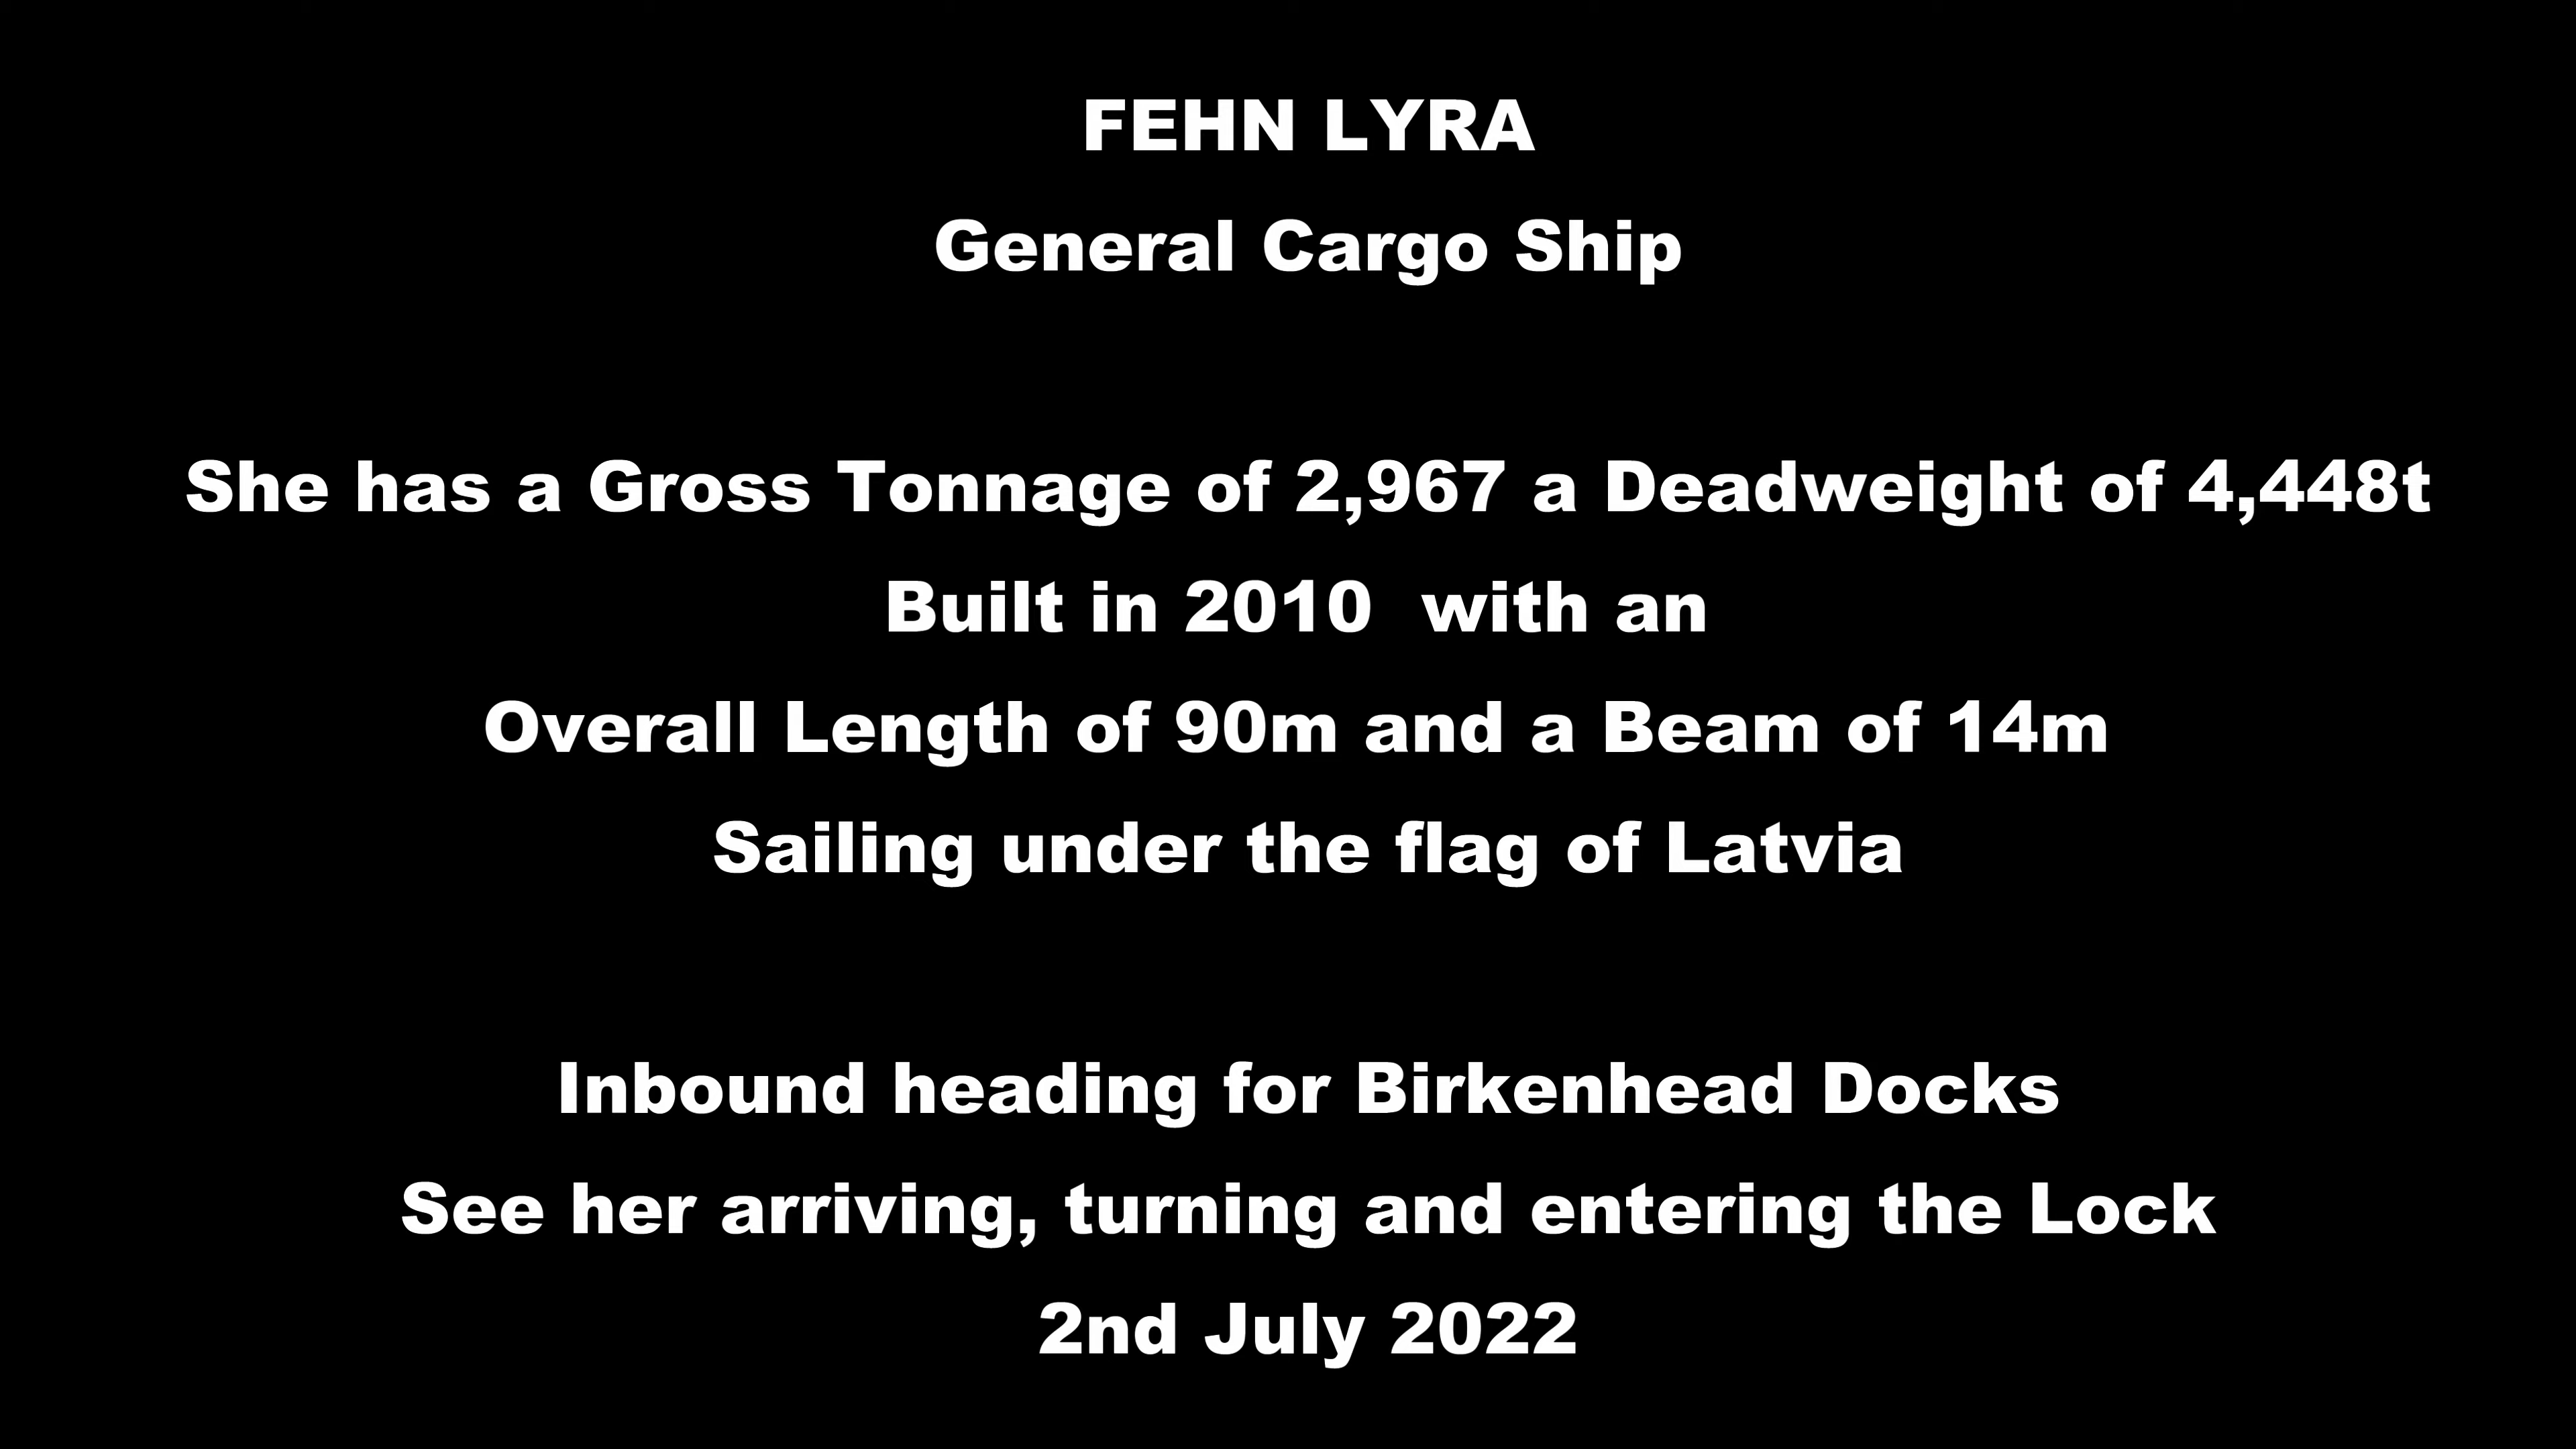 FEHN LYRA
General Cargo Ship
She has a Gross Tonnage of 2,967 a Deadweight of 4,448t
Built in 2010  with an
Overall Length of 90m and a Beam of 14m
Sailing under the flag of Latvia
Inbound heading for Birkenhead Docks
See her arriving, turning and entering the Lock
2nd July 2022